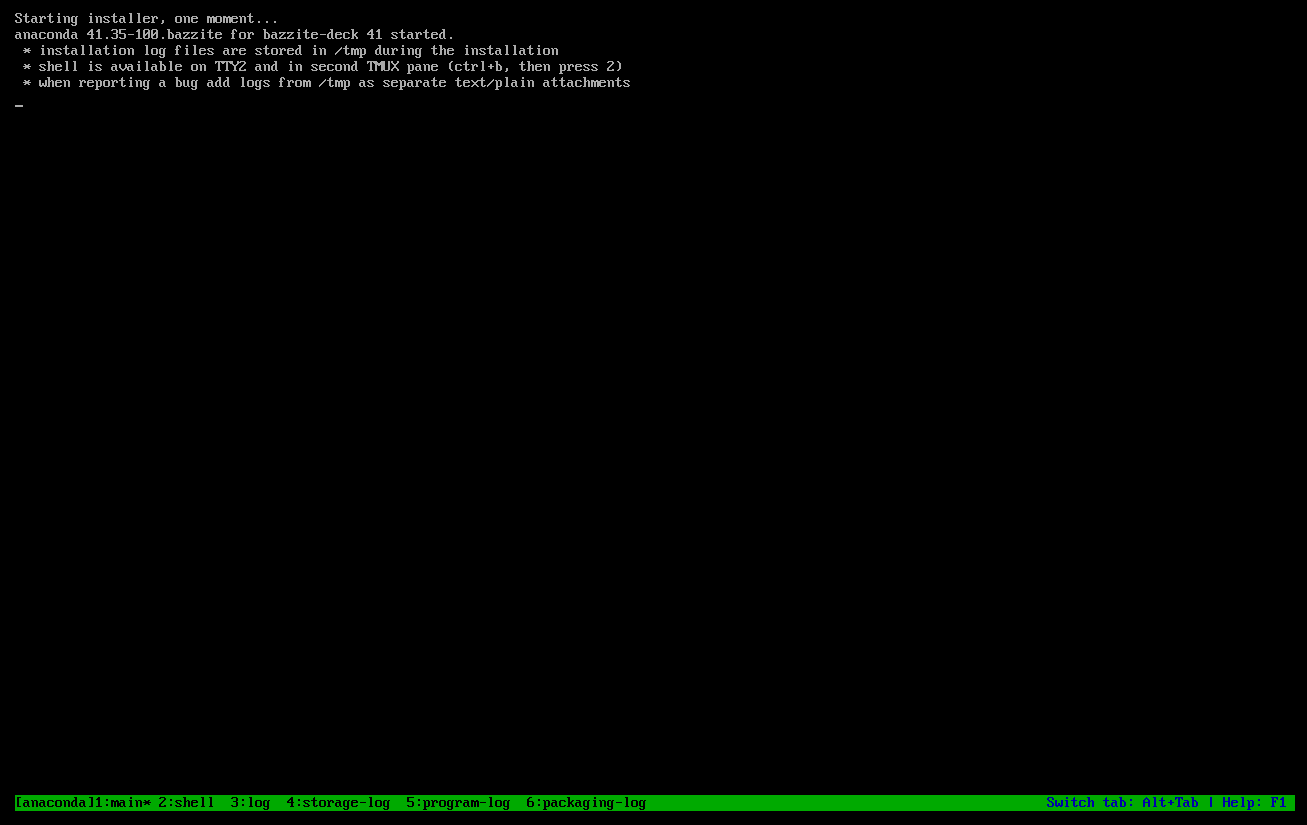 Starting installer, one moment...
anaconda 41.35-100.bazzite for bazzite-deck 41 started.
 * installation log files are stored in /tmp during the installation
 * shell is available on TTY2 and in second TMUX pane (ctrl+b, then press 2)
 * when reporting a bug add logs from /tmp as separate text/plain attachments
[anaconda]1:main* 2:shell  3:log  4:storage-log  5:program-log  6:packaging-log Switch tab: Alt+Tab | Help: F1